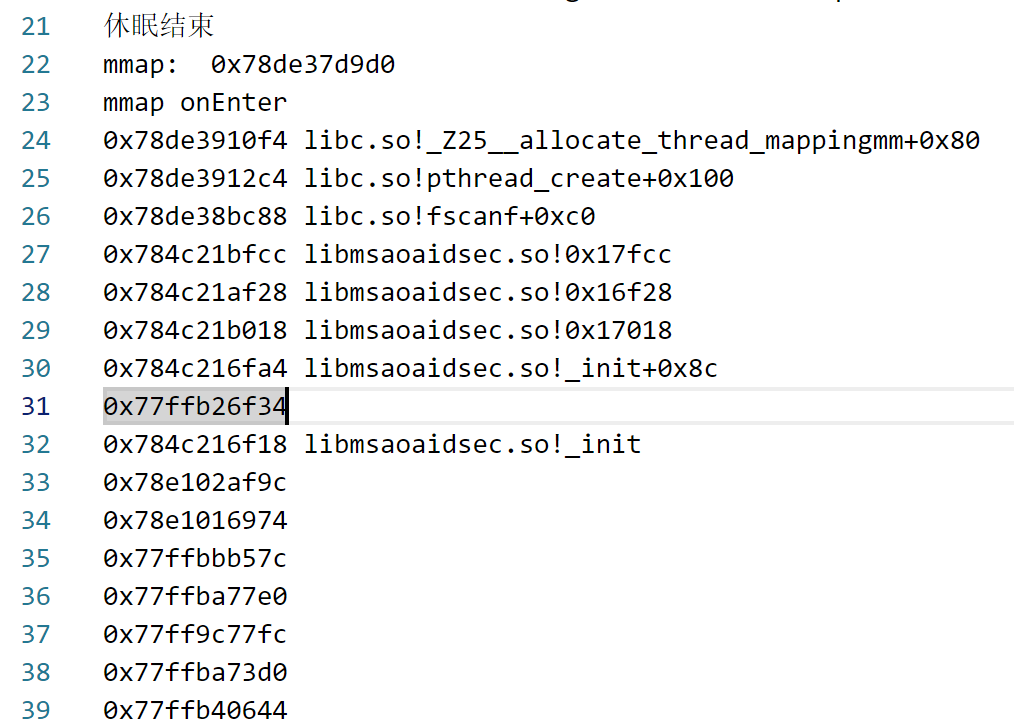 21 休眠结束
22 mmap:  0x78de37d9d0
23 mmap onEnter
24 0x78de3910f4 libc.so!_Z25__allocate_thread_mappingmm+0x80
25 0x78de3912c4 libc.so!pthread_create+0x100
26 0x78de38bc88 libc.so!fscanf+0xc0
27 0x784c21bfcc libmsaoaidsec.so!0x17fcc
28 0x784c21af28 libmsaoaidsec.so!0x16f28
29 0x784c21b018 libmsaoaidsec.so!0x17018
30 0x784c216fa4 libmsaoaidsec.so!_init+0x8c
31 0x77ffb26f34
32 0x784c216f18 libmsaoaidsec.so!_init
33 0x78e102af9c
34 0x78e1016974
35 0x77ffbbb57c
36 0x77ffba77e0
37 0x77ff9c77fc
38 0x77ffba73d0
39 0x77ffb40644